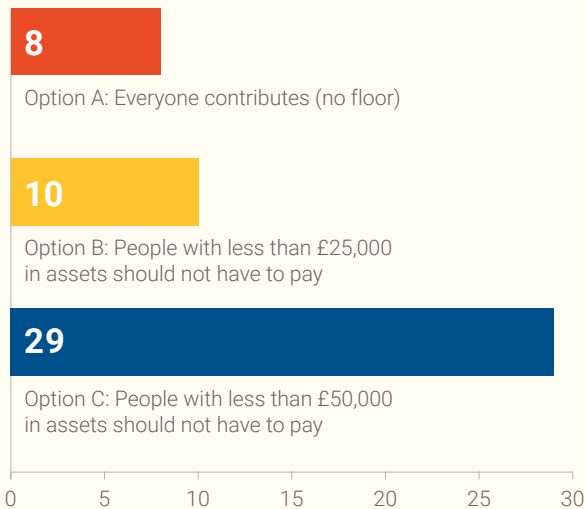 8
Option A: Everyone contributes (no floor)
10
Option B: People with less than £25,000
in assets should not have to pay
29
Option C: People with less than £50,000
in assets should not have to pay
0 5 10 15 20 25 30